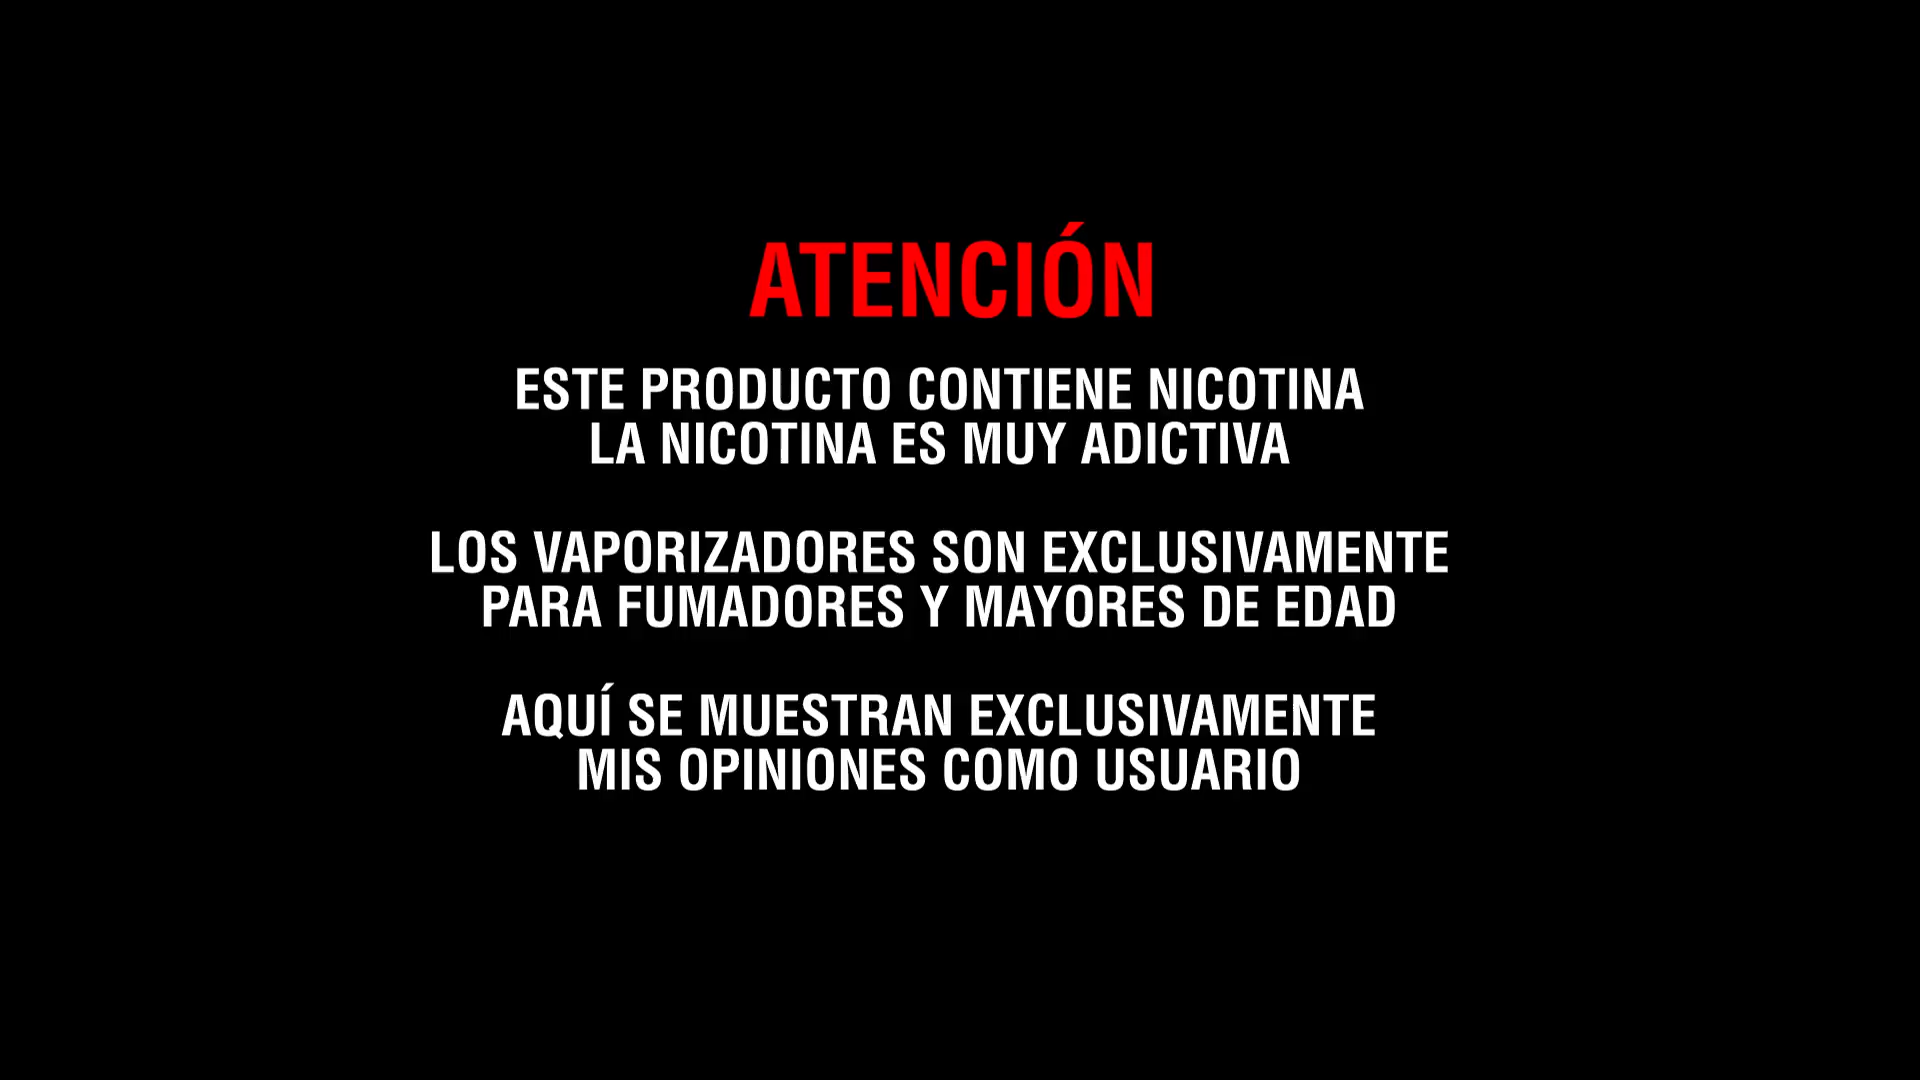 ATENCIÓN
ESTE PRODUCTO CONTIENE NICOTINA
LA NICOTINA ES MUY ADICTIVA
LOS VAPORIZADORES SON EXCLUSIVAMENTE
PARA FUMADORES Y MAYORES DE EDAD
AQUÍ SE MUESTRAN EXCLUSIVAMENTE
MIS OPINIONES COMO USUARIO